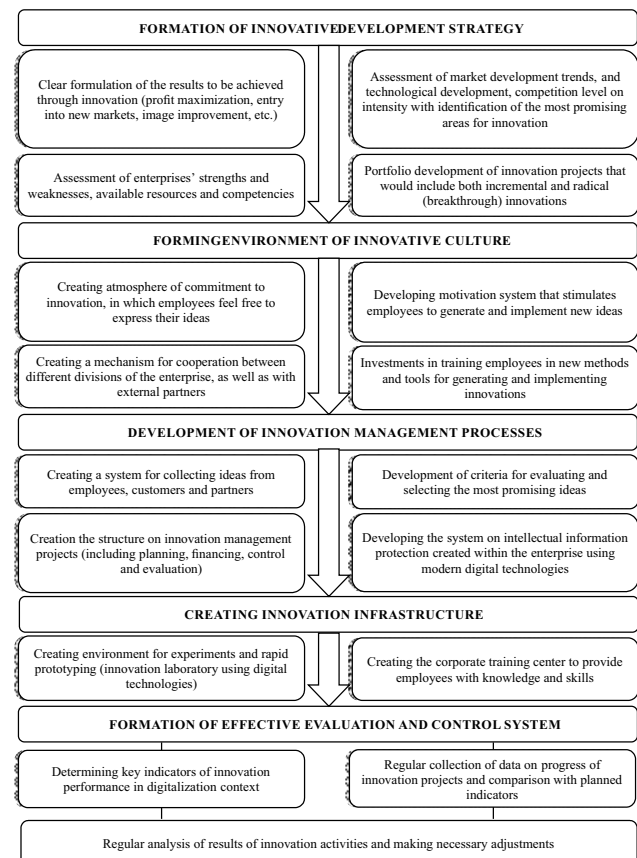 FORMATION OF INNOVATIVEDEVELOPMENT STRATEGY
Clear formulation of the results to be achieved
through innovation (profit maximization, entry
into new markets, image improvement, etc.)
Assessment of market development trends, and
technological development, competition level on
intensity with identification of the most promising
areas for innovation
Assessment of enterprises’ strengths and
weaknesses, available resources and competencies
Portfolio development of innovation projects that
would include both incremental and radical
(breakthrough) innovations
FORMINGENVIRONMENT OF INNOVATIVE CULTURE
Creating atmosphere of commitment to
innovation, in which employees feel free to
express their ideas
Developing motivation system that stimulates
employees to generate and implement new ideas
Creating a mechanism for cooperation between
different divisions of the enterprise, as well as with
external partners
Investments in training employees in new methods
and tools for generating and implementing
innovations
DEVELOPMENT OF INNOVATION MANAGEMENT PROCESSES
Creating a system for collecting ideas from
employees, customers and partners
Development of criteria for evaluating and
selecting the most promising ideas
Creation the structure on innovation management
projects (including planning, financing, control
and evaluation)
Developing the system on intellectual information
protection created within the enterprise using
modern digital technologies
CREATING INNOVATION INFRASTRUCTURE
Creating environment for experiments and rapid
prototyping (innovation laboratory using digital
technologies)
Creating the corporate training center to provide
employees with knowledge and skills
FORMATION OF EFFECTIVE EVALUATION AND CONTROL SYSTEM
Determining key indicators of innovation
performance in digitalization context
Regular collection of data on progress of
innovation projects and comparison with planned
indicators
Regular analysis of results of innovation activities and making necessary adjustments